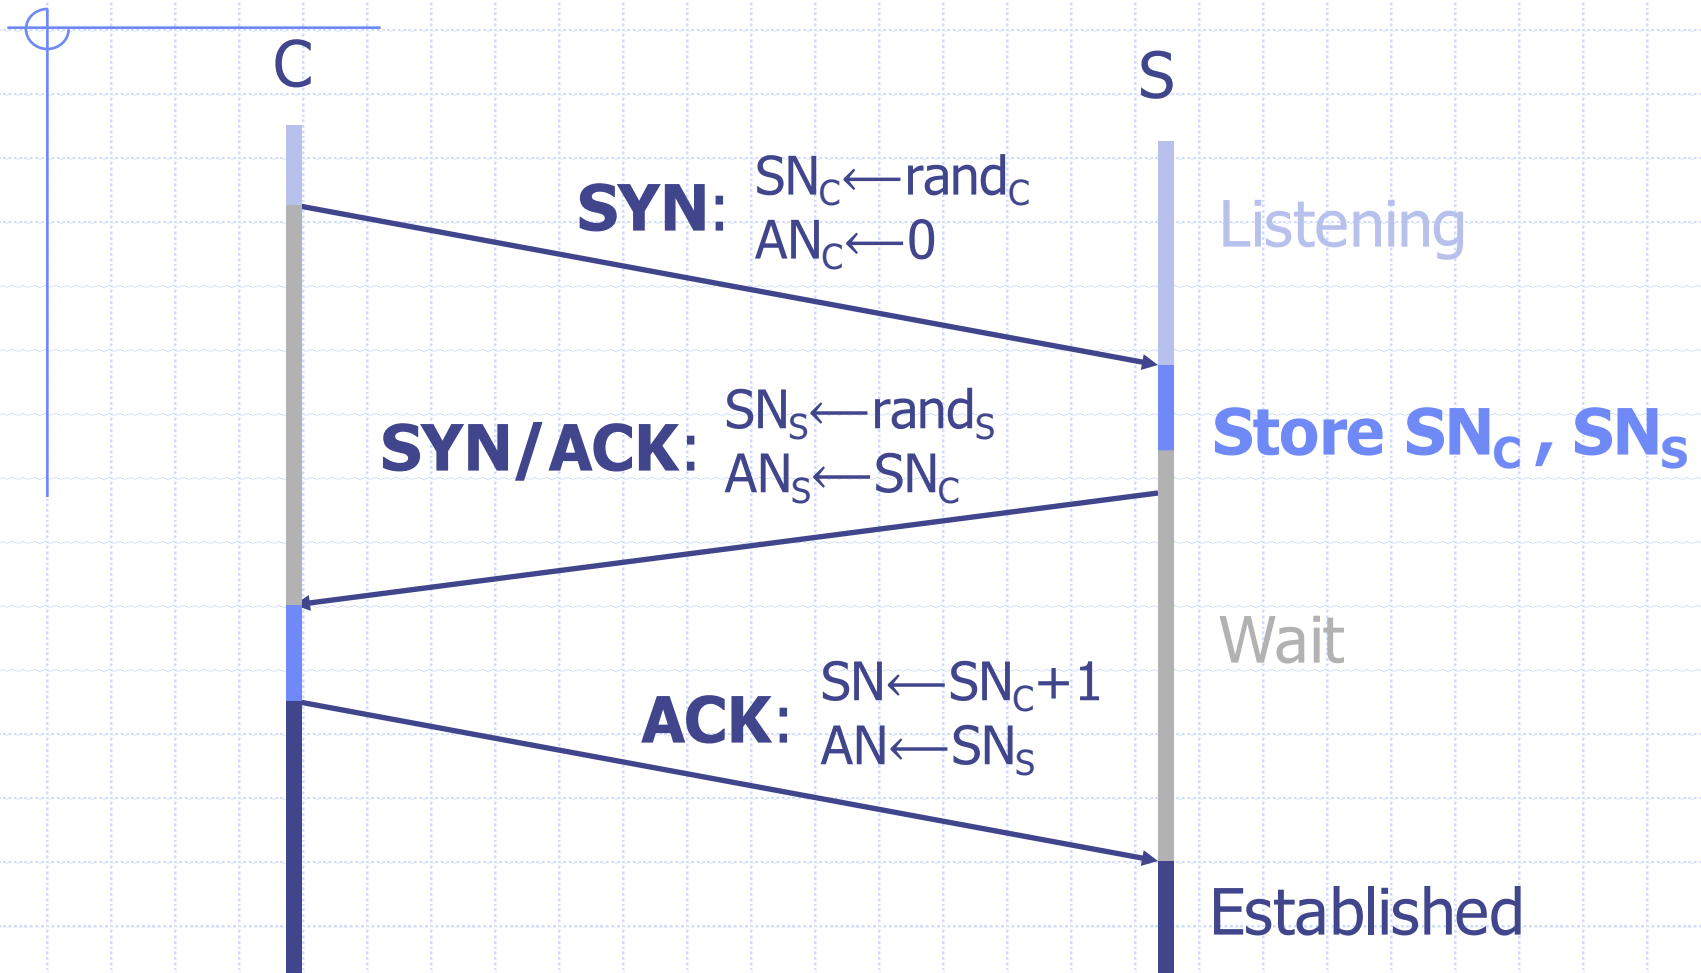 C
S
SYN: SN_C←rand_C
AN_C←0
Listening
SYN/ACK: SN_S←rand_S
AN_S←SN_C
Store SN_C , SN_S
Wait
ACK: SN←SN_C+1
AN←SN_S
Established